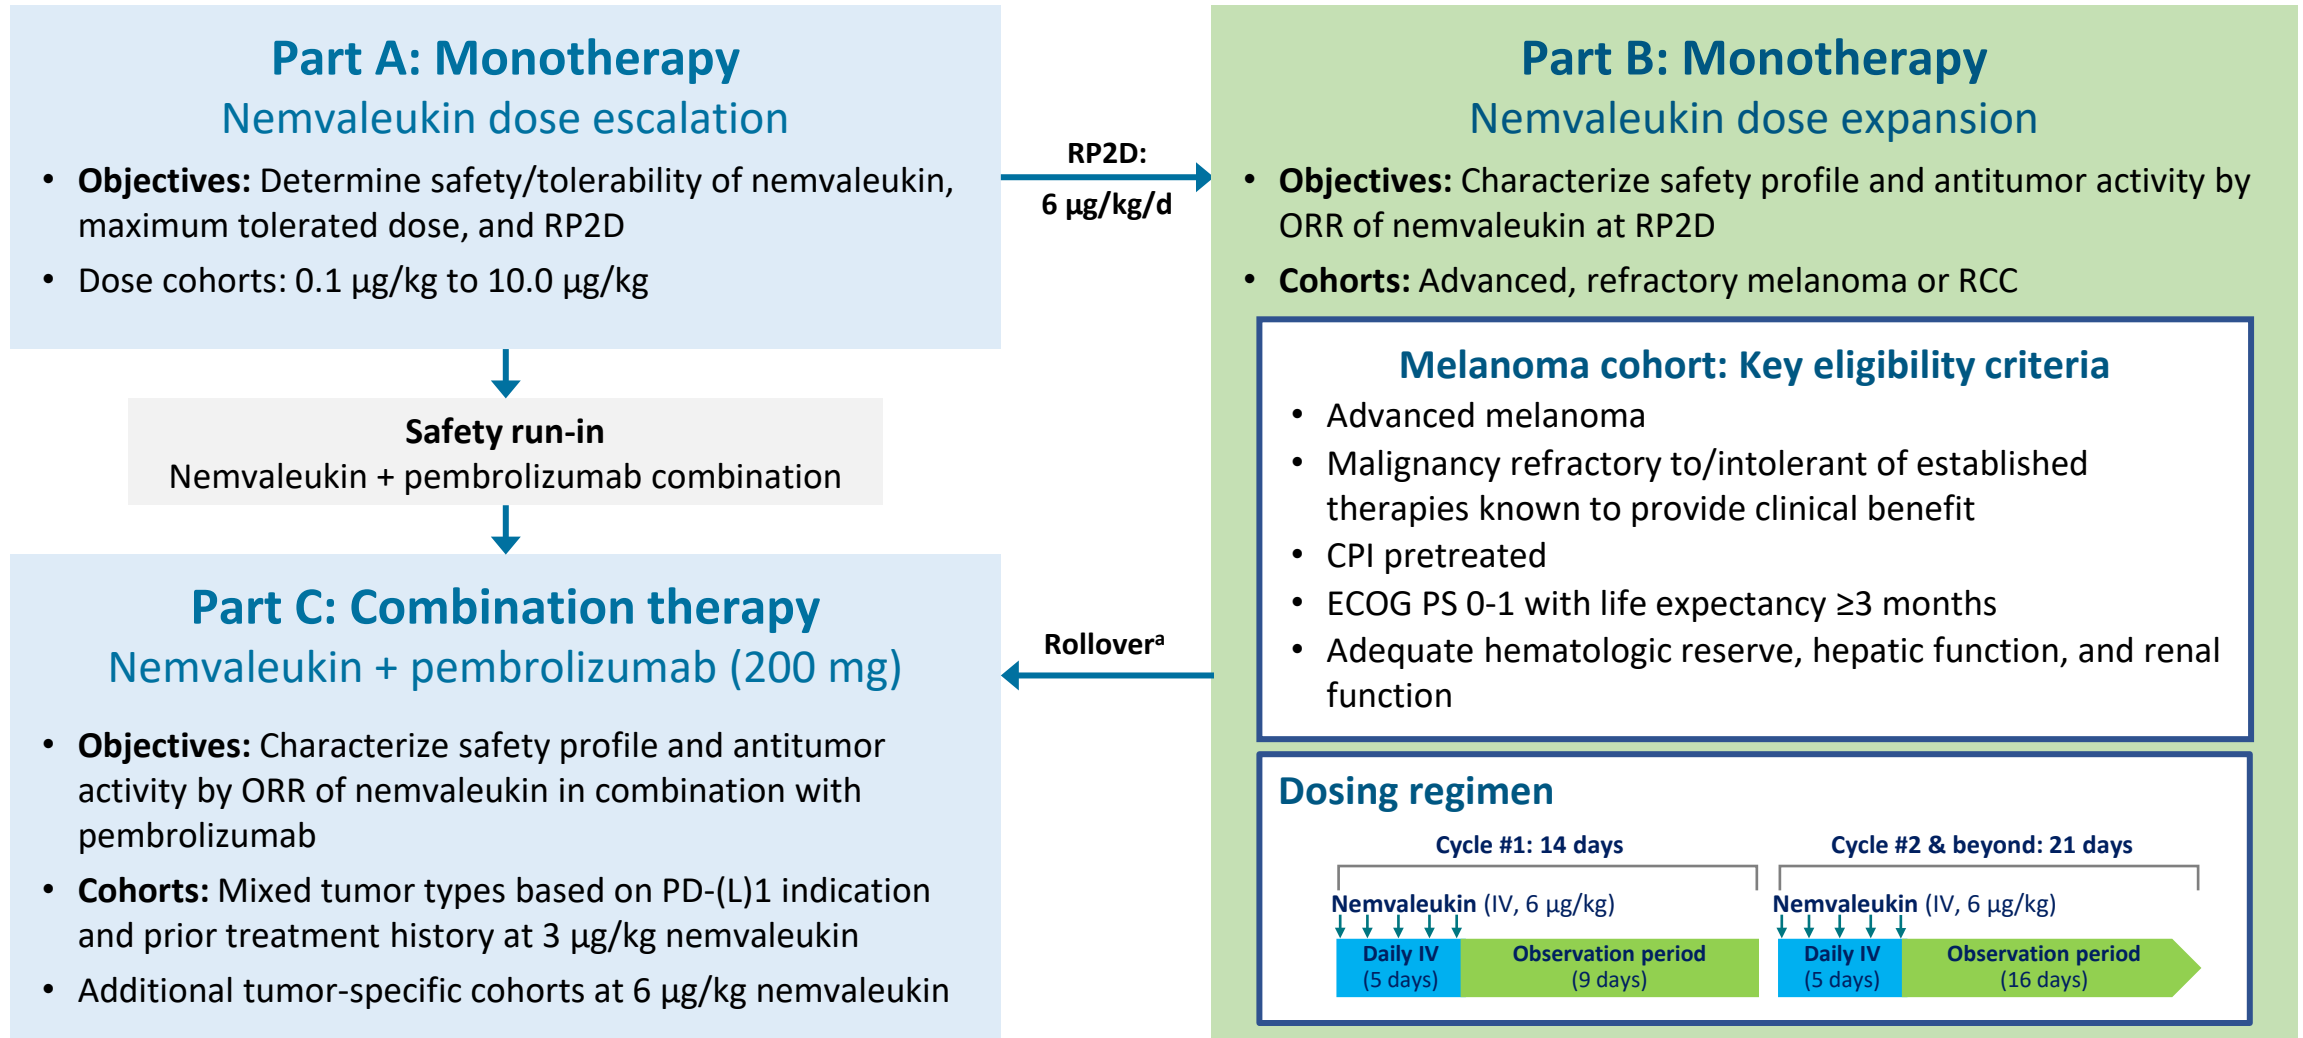 Part A: Monotherapy
Nemvaleukin dose escalation
• Objectives: Determine safety/tolerability of nemvaleukin,
maximum tolerated dose, and RP2D
• Dose cohorts: 0.1 µg/kg to 10.0 µg/kg
RP2D:
6 µg/kg/d
Safety run-in
Nemvaleukin + pembrolizumab combination
Part C: Combination therapy
Nemvaleukin + pembrolizumab (200 mg)
• Objectives: Characterize safety profile and antitumor
activity by ORR of nemvaleukin in combination with
pembrolizumab
• Cohorts: Mixed tumor types based on PD-(L)1 indication
and prior treatment history at 3 µg/kg nemvaleukin
• Additional tumor-specific cohorts at 6 µg/kg nemvaleukin
Rolloverᵃ
Part B: Monotherapy
Nemvaleukin dose expansion
• Objectives: Characterize safety profile and antitumor activity by
ORR of nemvaleukin at RP2D
• Cohorts: Advanced, refractory melanoma or RCC
Melanoma cohort: Key eligibility criteria
• Advanced melanoma
• Malignancy refractory to/intolerant of established
therapies known to provide clinical benefit
• CPI pretreated
• ECOG PS 0-1 with life expectancy ≥3 months
• Adequate hematologic reserve, hepatic function, and renal
function
Dosing regimen
Cycle #1: 14 days
Nemvaleukin (IV, 6 µg/kg)
Daily IV
(5 days)
Observation period
(9 days)
Cycle #2 & beyond: 21 days
Nemvaleukin (IV, 6 µg/kg)
Daily IV
(5 days)
Observation period
(16 days)